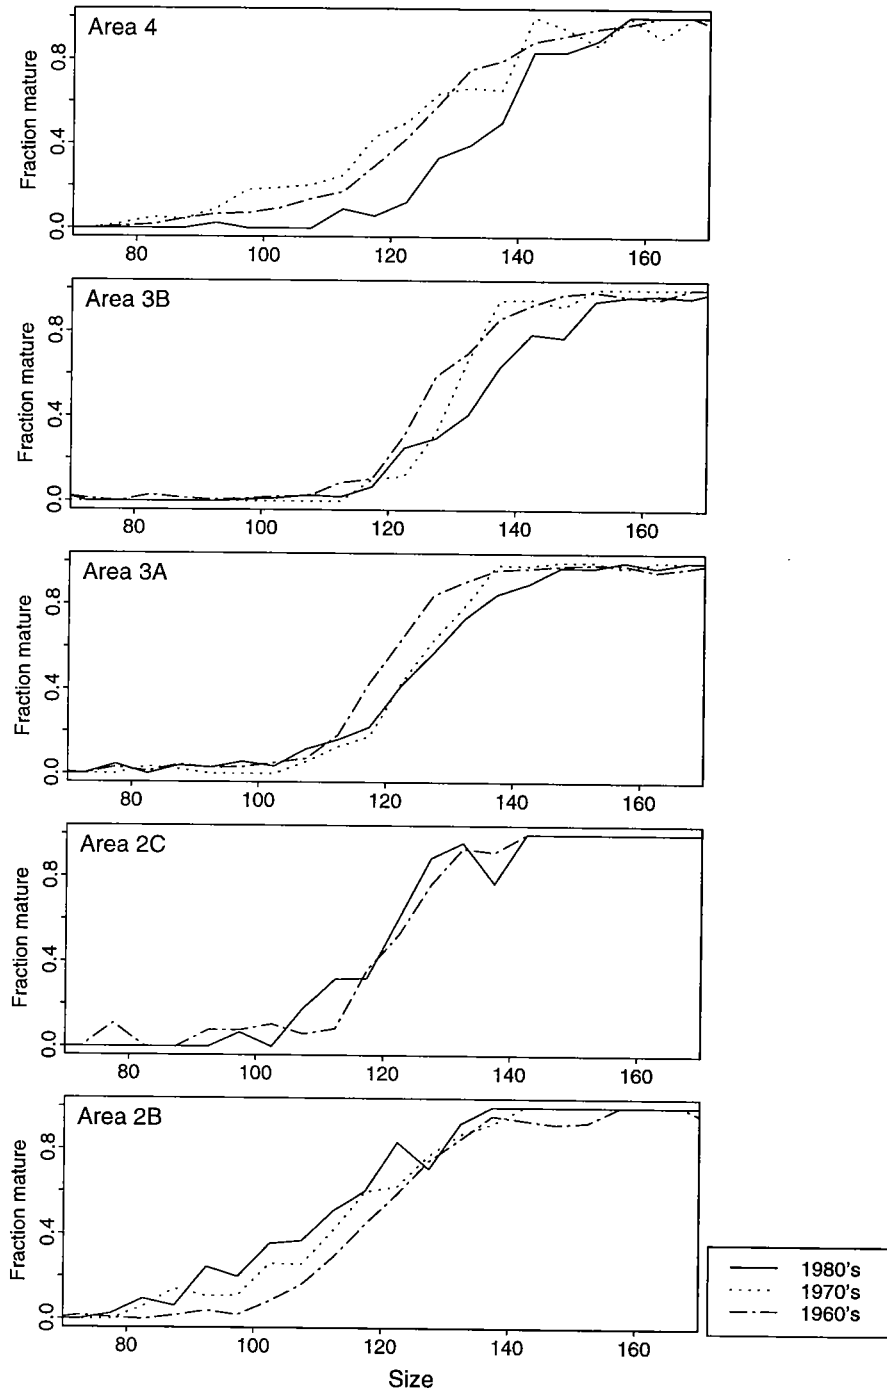 Area 4
Fraction mature
0.0 0.4 0.8
80 100 120 140 160
Area 3B
Fraction mature
0.0 0.4 0.8
80 100 120 140 160
Area 3A
Fraction mature
0.0 0.4 0.8
80 100 120 140 160
Area 2C
Fraction mature
0.0 0.4 0.8
80 100 120 140 160
Area 2B
Fraction mature
0.0 0.4 0.8
80 100 120 140 160
Size
1980's
1970's
1960's